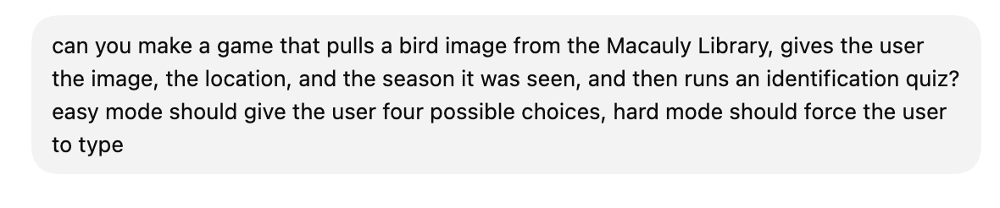 can you make a game that pulls a bird image from the Macauly Library, gives the user
the image, the location, and the season it was seen, and then runs an identification quiz?
easy mode should give the user four possible choices, hard mode should force the user
to type